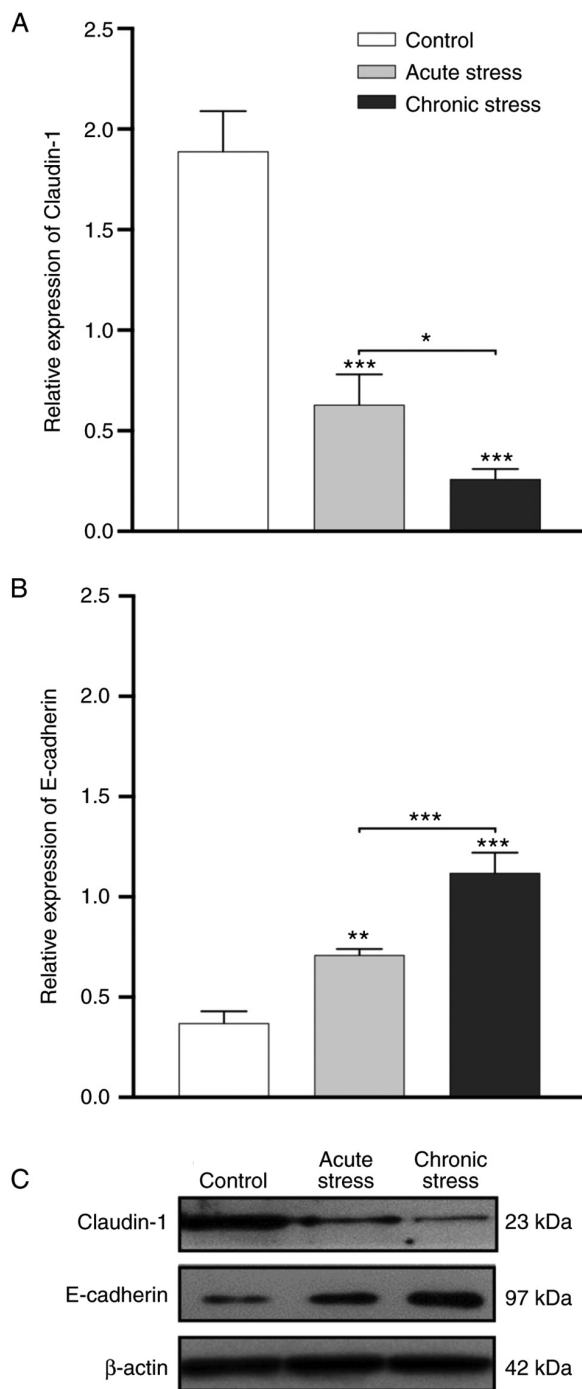 A
Relative expression of Claudin-1
2.5
2.0
1.5
1.0
0.5
0.0
Control
Acute stress
Chronic stress
***
*
***
B
Relative expression of E-cadherin
2.5
2.0
1.5
1.0
0.5
0.0
**
***
***
C
Control
Acute
stress
Chronic
stress
Claudin-1
23 kDa
E-cadherin
97 kDa
β-actin
42 kDa